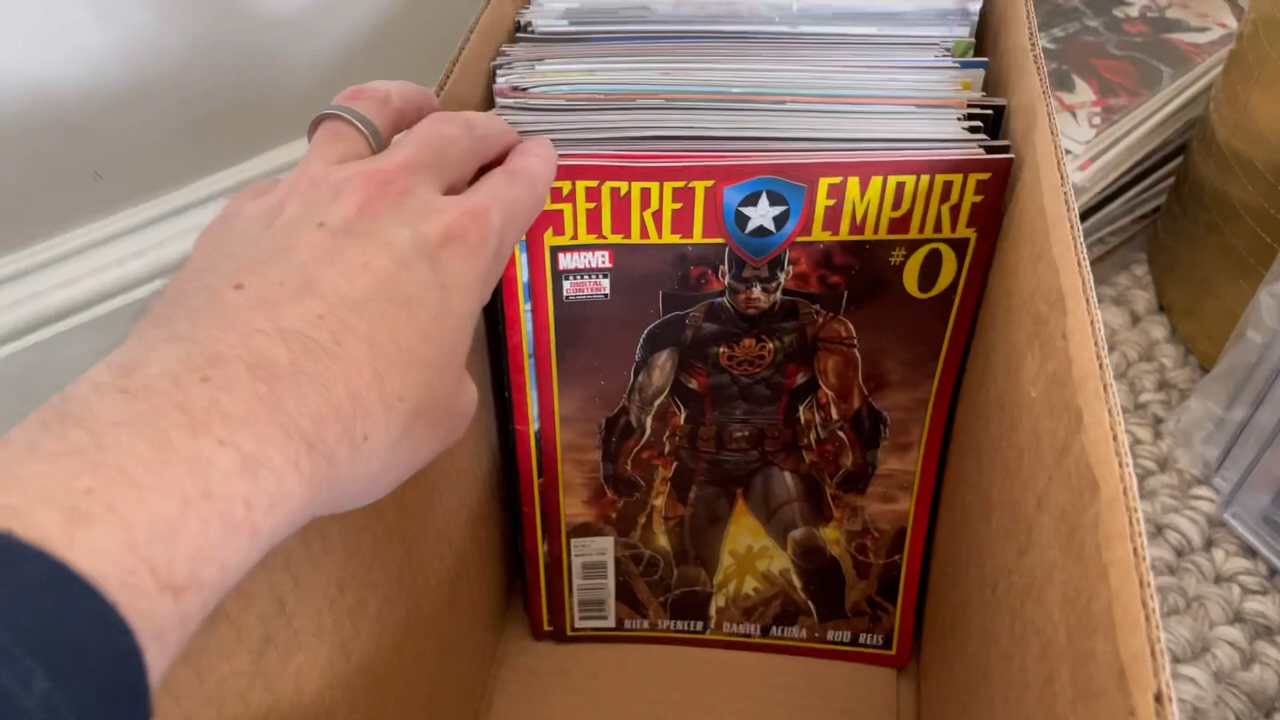 SECRET EMPIRE
#0
MARVEL
DIGITAL
CONTENT
NICK SPENCER • DANIEL ACUÑA • ROD REIS